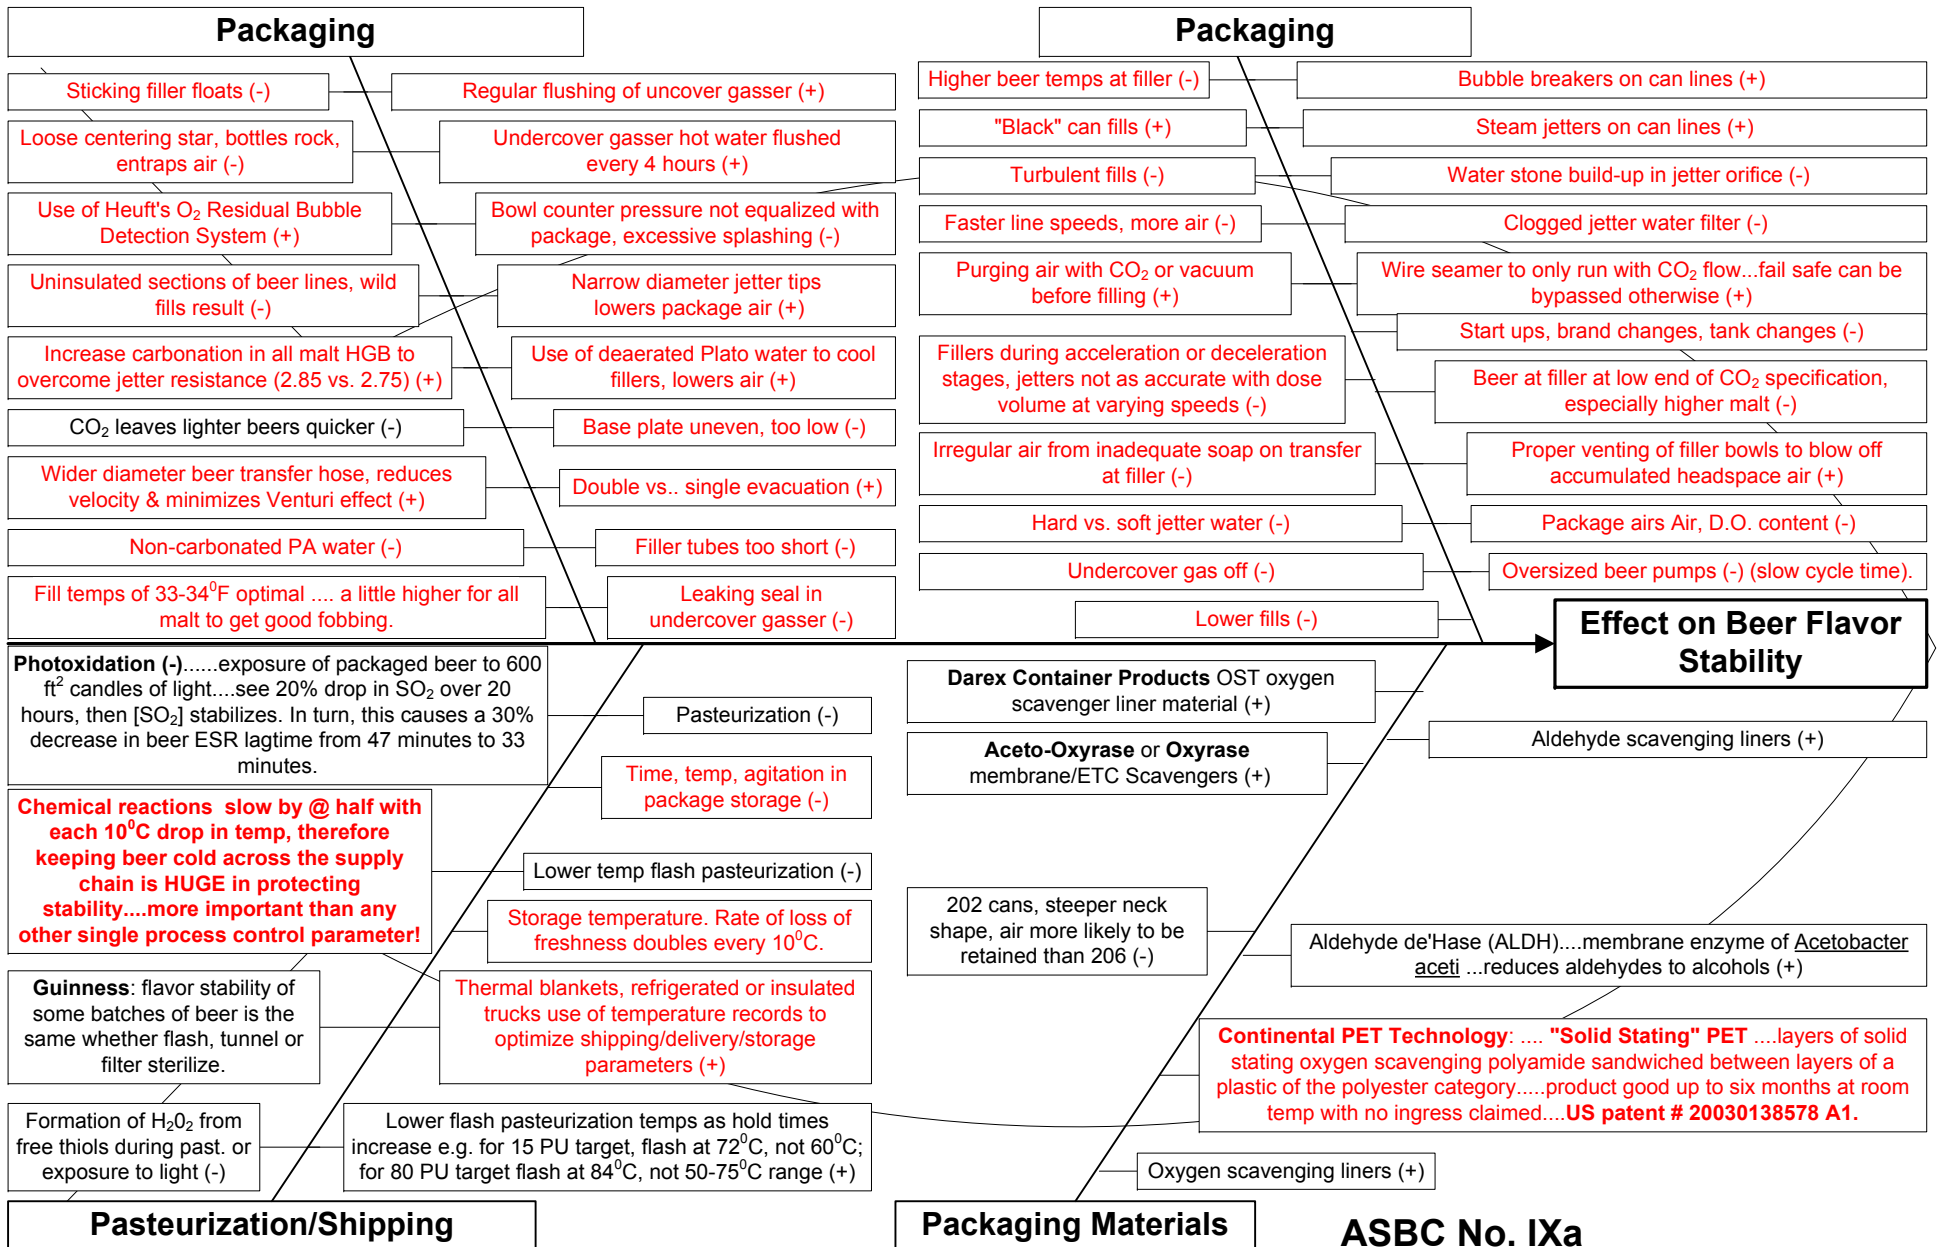 Packaging
Packaging
Sticking filler floats (-)
Regular flushing of uncover gasser (+)
Loose centering star, bottles rock,
entraps air (-)
Undercover gasser hot water flushed
every 4 hours (+)
Use of Heuft's O₂ Residual Bubble
Detection System (+)
Bowl counter pressure not equalized with
package, excessive splashing (-)
Uninsulated sections of beer lines, wild
fills result (-)
Narrow diameter jetter tips
lowers package air (+)
Increase carbonation in all malt HGB to
overcome jetter resistance (2.85 vs. 2.75) (+)
Use of deaerated Plato water to cool
fillers, lowers air (+)
CO₂ leaves lighter beers quicker (-)
Base plate uneven, too low (-)
Wider diameter beer transfer hose, reduces
velocity & minimizes Venturi effect (+)
Double vs.. single evacuation (+)
Non-carbonated PA water (-)
Filler tubes too short (-)
Fill temps of 33-34⁰F optimal .... a little higher for all
malt to get good fobbing.
Leaking seal in
undercover gasser (-)
Higher beer temps at filler (-)
Bubble breakers on can lines (+)
"Black" can fills (+)
Steam jetters on can lines (+)
Turbulent fills (-)
Water stone build-up in jetter orifice (-)
Faster line speeds, more air (-)
Clogged jetter water filter (-)
Purging air with CO₂ or vacuum
before filling (+)
Wire seamer to only run with CO₂ flow...fail safe can be
bypassed otherwise (+)
Start ups, brand changes, tank changes (-)
Fillers during acceleration or deceleration
stages, jetters not as accurate with dose
volume at varying speeds (-)
Beer at filler at low end of CO₂ specification,
especially higher malt (-)
Irregular air from inadequate soap on transfer
at filler (-)
Proper venting of filler bowls to blow off
accumulated headspace air (+)
Hard vs. soft jetter water (-)
Package airs Air, D.O. content (-)
Undercover gas off (-)
Oversized beer pumps (-) (slow cycle time).
Lower fills (-)
Effect on Beer Flavor
Stability
Photoxidation (-)......exposure of packaged beer to 600
ft² candles of light....see 20% drop in SO₂ over 20
hours, then [SO₂] stabilizes. In turn, this causes a 30%
decrease in beer ESR lagtime from 47 minutes to 33
minutes.
Pasteurization (-)
Time, temp, agitation in
package storage (-)
Chemical reactions slow by @ half with
each 10⁰C drop in temp, therefore
keeping beer cold across the supply
chain is HUGE in protecting
stability....more important than any
other single process control parameter!
Lower temp flash pasteurization (-)
Storage temperature. Rate of loss of
freshness doubles every 10⁰C.
Guinness: flavor stability of
some batches of beer is the
same whether flash, tunnel or
filter sterilize.
Thermal blankets, refrigerated or insulated
trucks use of temperature records to
optimize shipping/delivery/storage
parameters (+)
Formation of H₂0₂ from
free thiols during past. or
exposure to light (-)
Lower flash pasteurization temps as hold times
increase e.g. for 15 PU target, flash at 72⁰C, not 60⁰C;
for 80 PU target flash at 84⁰C, not 50-75⁰C range (+)
Darex Container Products OST oxygen
scavenger liner material (+)
Aldehyde scavenging liners (+)
Aceto-Oxyrase or Oxyrase
membrane/ETC Scavengers (+)
202 cans, steeper neck
shape, air more likely to be
retained than 206 (-)
Aldehyde de'Hase (ALDH)....membrane enzyme of Acetobacter
aceti ...reduces aldehydes to alcohols (+)
Continental PET Technology: .... "Solid Stating" PET ....layers of solid
stating oxygen scavenging polyamide sandwiched between layers of a
plastic of the polyester category.....product good up to six months at room
temp with no ingress claimed....US patent # 20030138578 A1.
Oxygen scavenging liners (+)
Pasteurization/Shipping
Packaging Materials
ASBC No. IXa